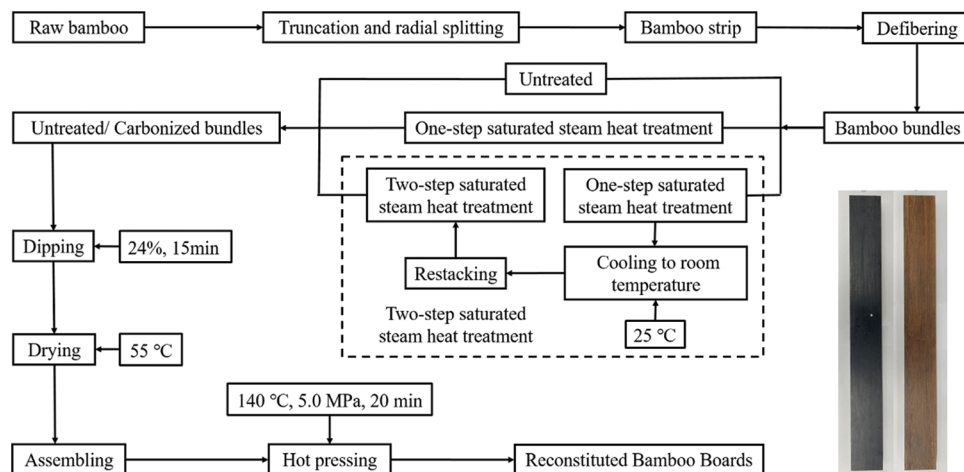 Raw bamboo
Truncation and radial splitting
Bamboo strip
Defibering
Untreated
Untreated/ Carbonized bundles
One-step saturated steam heat treatment
Bamboo bundles
Two-step saturated
steam heat treatment
One-step saturated
steam heat treatment
Dipping
24%, 15min
Restacking
Cooling to room
temperature
Two-step saturated
steam heat treatment
25 ℃
Drying
55 ℃
140 ℃, 5.0 MPa, 20 min
Assembling
Hot pressing
Reconstituted Bamboo Boards